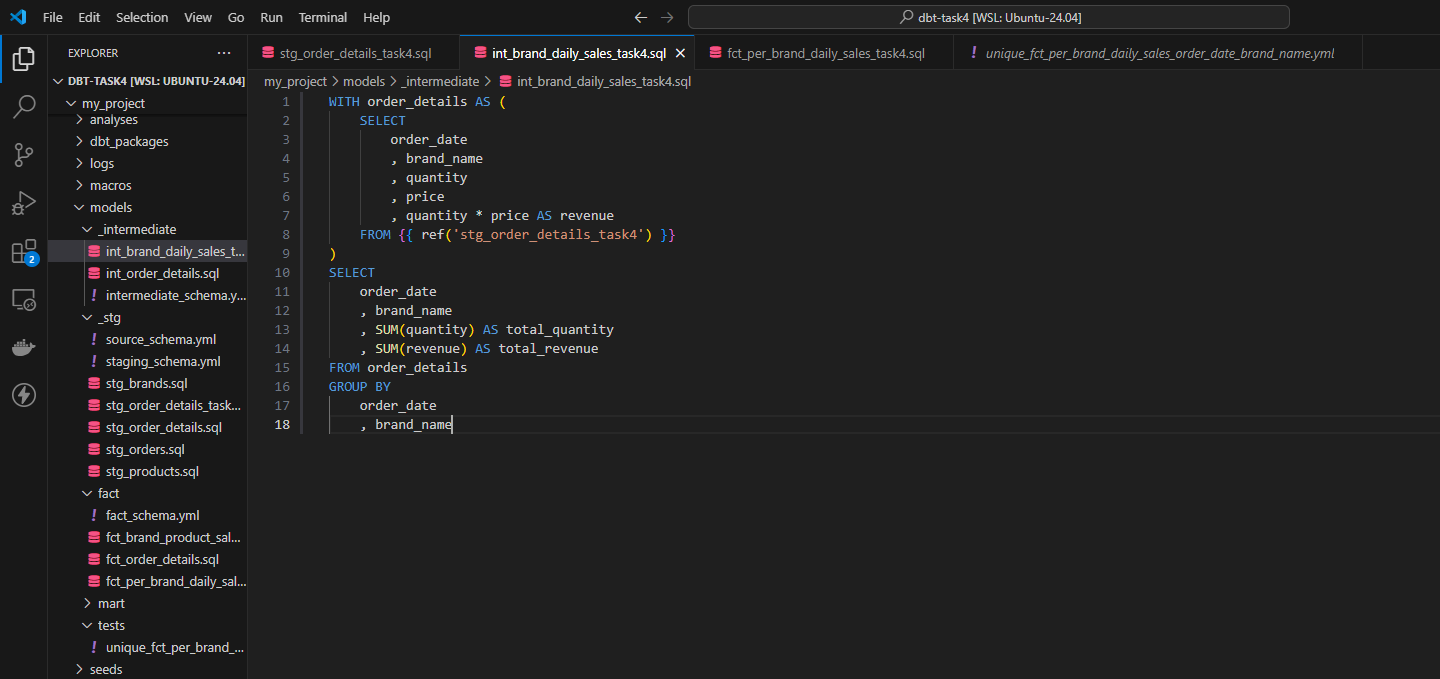 File Edit Selection View Go Run Terminal Help
dbt-task4 [WSL: Ubuntu-24.04]
EXPLORER
DBT-TASK4 [WSL: UBUNTU-24.04]
my_project
analyses
dbt_packages
logs
macros
models
_intermediate
int_brand_daily_sales_t...
int_order_details.sql
! intermediate_schema.y...
_stg
! source_schema.yml
! staging_schema.yml
stg_brands.sql
stg_order_details_task...
stg_order_details.sql
stg_orders.sql
stg_products.sql
fact
! fact_schema.yml
fct_brand_product_sal...
fct_order_details.sql
fct_per_brand_daily_sal...
mart
tests
! unique_fct_per_brand_...
seeds
2
stg_order_details_task4.sql int_brand_daily_sales_task4.sql fct_per_brand_daily_sales_task4.sql ! unique_fct_per_brand_daily_sales_order_date_brand_name.yml
my_project > models > _intermediate > int_brand_daily_sales_task4.sql
1 WITH order_details AS (
2 SELECT
3 order_date
4 , brand_name
5 , quantity
6 , price
7 , quantity * price AS revenue
8 FROM {{ ref('stg_order_details_task4') }}
9 )
10 SELECT
11 order_date
12 , brand_name
13 , SUM(quantity) AS total_quantity
14 , SUM(revenue) AS total_revenue
15 FROM order_details
16 GROUP BY
17 order_date
18 , brand_name